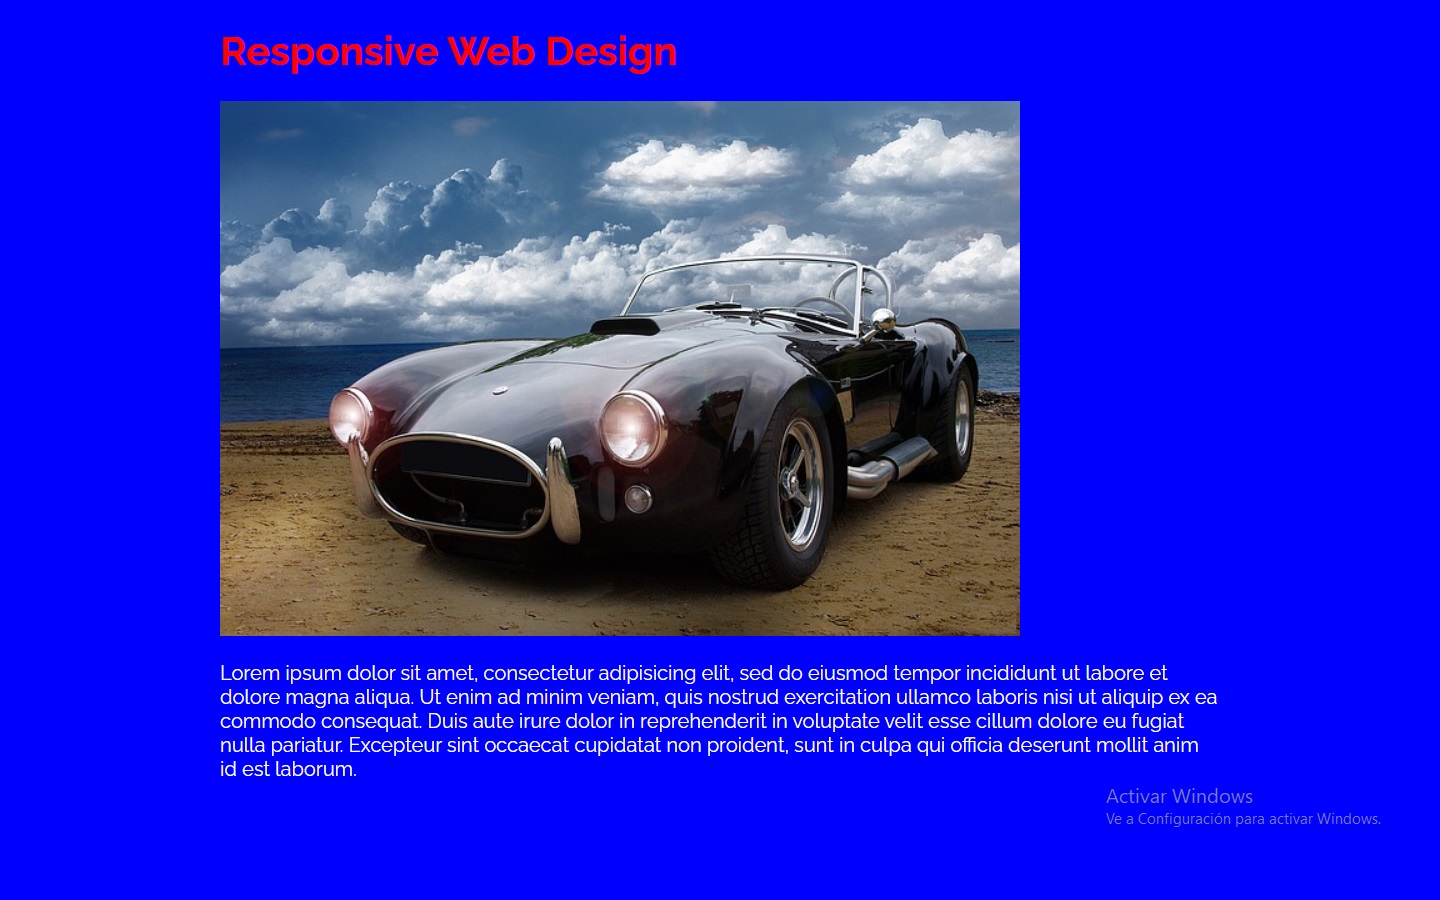 Responsive Web Design
Lorem ipsum dolor sit amet, consectetur adipisicing elit, sed do eiusmod tempor incididunt ut labore et
dolore magna aliqua. Ut enim ad minim veniam, quis nostrud exercitation ullamco laboris nisi ut aliquip ex ea
commodo consequat. Duis aute irure dolor in reprehenderit in voluptate velit esse cillum dolore eu fugiat
nulla pariatur. Excepteur sint occaecat cupidatat non proident, sunt in culpa qui officia deserunt mollit anim
id est laborum.
Activar Windows
Ve a Configuración para activar Windows.